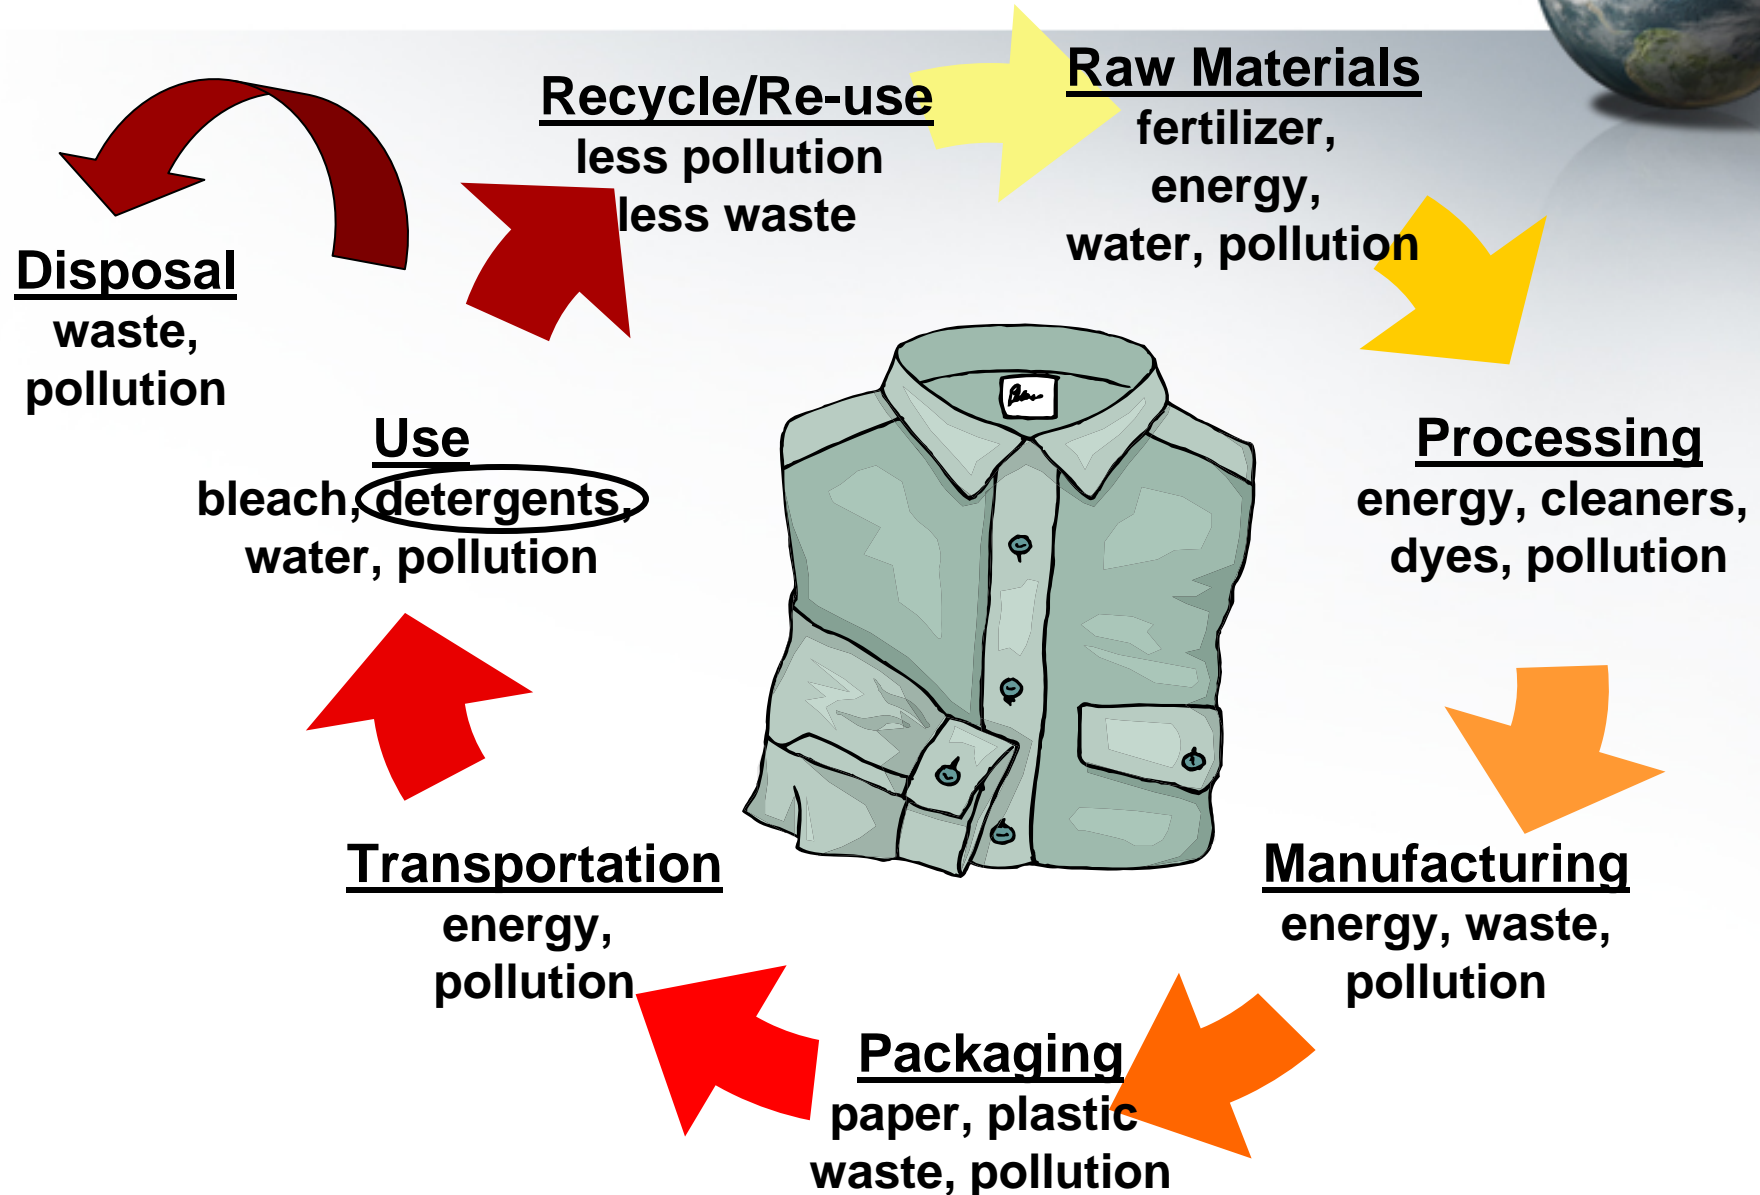 Recycle/Re-use
less pollution
less waste
Raw Materials
fertilizer,
energy,
water, pollution
Processing
energy, cleaners,
dyes, pollution
Manufacturing
energy, waste,
pollution
Packaging
paper, plastic
waste, pollution
Transportation
energy,
pollution
Use
bleach, detergents,
water, pollution
Disposal
waste,
pollution